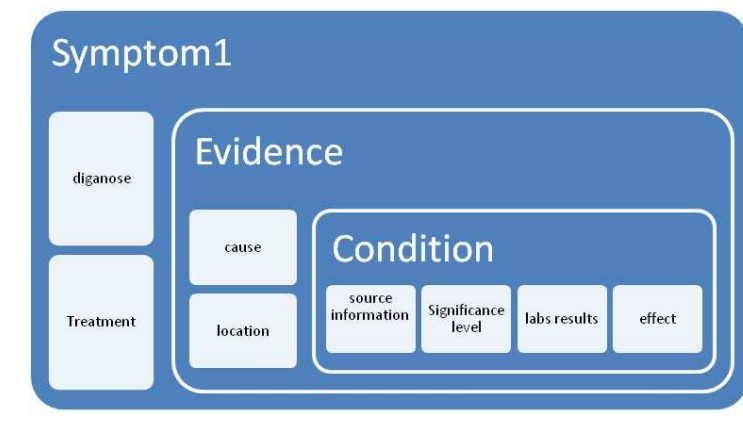 Symptom1
diganose
Treatment
Evidence
cause
location
Condition
source
information
Significance
level
labs results
effect